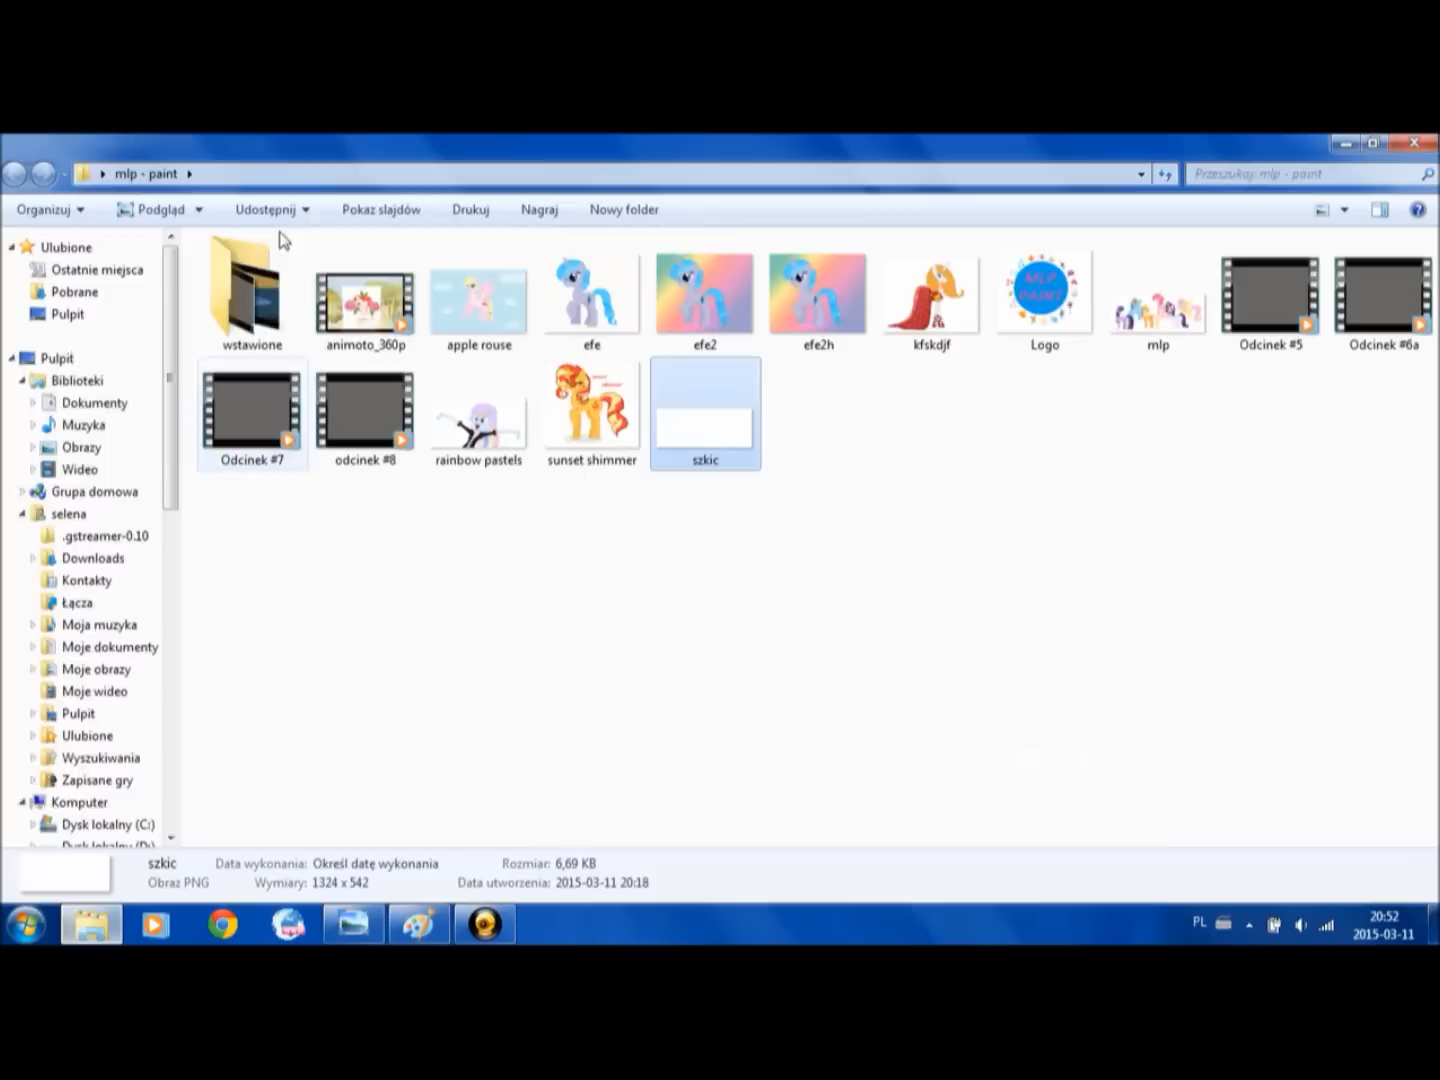 mlp - paint
Przeszukaj: mlp - paint
Organizuj Podgląd Udostępnij Pokaz slajdów Drukuj Nagraj Nowy folder
Ulubione
Ostatnie miejsca
Pobrane
Pulpit
Pulpit
Biblioteki
Dokumenty
Muzyka
Obrazy
Wideo
Grupa domowa
selena
.gstreamer-0.10
Downloads
Kontakty
Łącza
Moja muzyka
Moje dokumenty
Moje obrazy
Moje wideo
Pulpit
Ulubione
Wyszukiwania
Zapisane gry
Komputer
Dysk lokalny (C:)
Dysk lokalny (D:)
MLP
PAINT
wstawione animoto_360p apple rouse efe efe2 efe2h kfskdjf Logo mlp Odcinek #5 Odcinek #6a
Odcinek #7 odcinek #8 rainbow pastels sunset shimmer szkic
szkic Data wykonania: Określ datę wykonania Rozmiar: 6,69 KB
Obraz PNG Wymiary: 1324 x 542 Data utworzenia: 2015-03-11 20:18
PL
20:52
2015-03-11